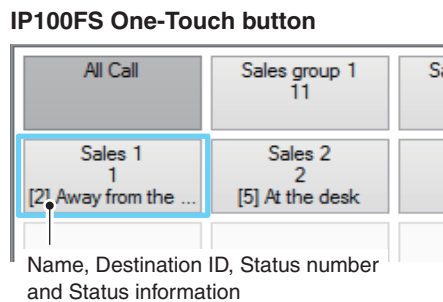 IP100FS One-Touch button
All Call
Sales group 1
11
Sales 1
1
[2] Away from the ...
Sales 2
2
[5] At the desk
Name, Destination ID, Status number
and Status information